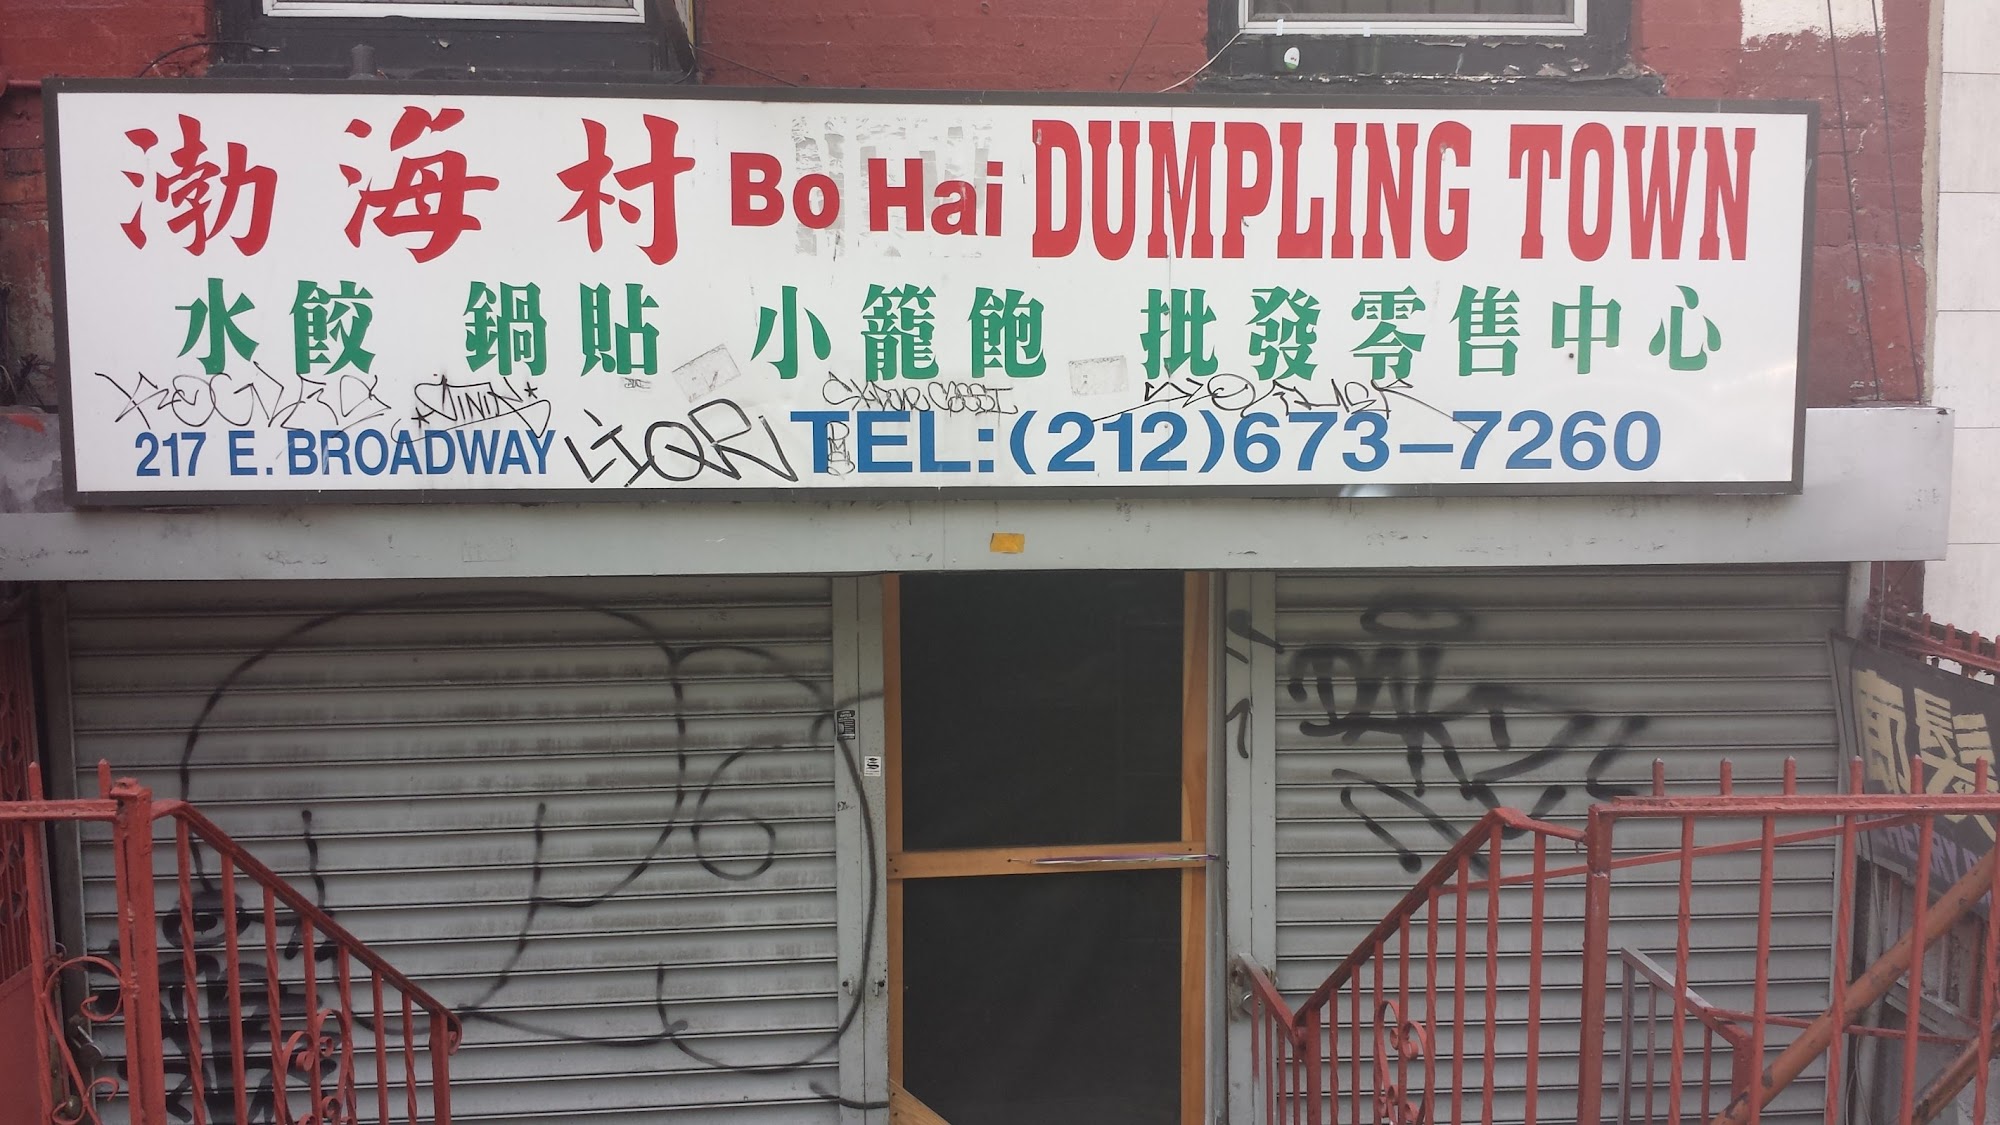 渤海村 Bo Hai DUMPLING TOWN
水餃 鍋貼 小籠飽 批發零售中心
217 E. BROADWAY TEL:(212)673-7260
LiQR